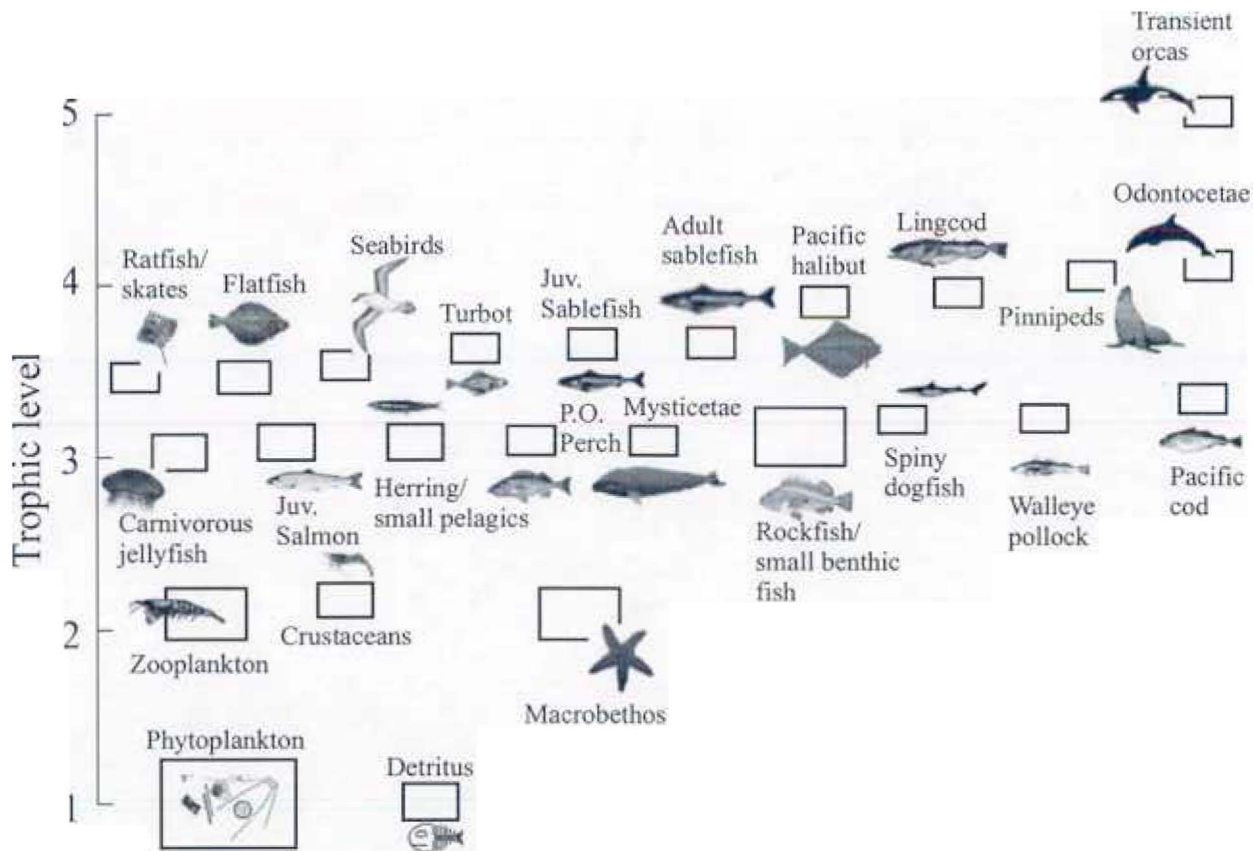 Transient
orcas
5
Odontocetae
Adult
sablefish
Lingcod
Pacific
halibut
Seabirds
Ratfish/
skates
Flatfish
Juv.
Sablefish
4
Turbot
Pinnipeds
Trophic level
P.O.
Perch
Mysticetae
3
Spiny
dogfish
Pacific
cod
Walleye
pollock
Herring/
small pelagics
Juv.
Salmon
Carnivorous
jellyfish
Rockfish/
small benthic
fish
2
Crustaceans
Zooplankton
Macrobethos
Phytoplankton
Detritus
1